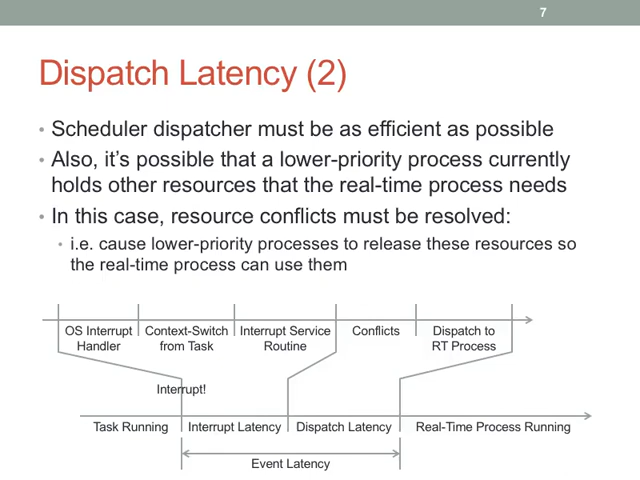 7
Dispatch Latency (2)
• Scheduler dispatcher must be as efficient as possible
• Also, it's possible that a lower-priority process currently
holds other resources that the real-time process needs
• In this case, resource conflicts must be resolved:
• i.e. cause lower-priority processes to release these resources so
the real-time process can use them
OS Interrupt Handler
Context-Switch from Task
Interrupt Service Routine
Conflicts
Dispatch to RT Process
Interrupt!
Task Running
Interrupt Latency
Dispatch Latency
Real-Time Process Running
Event Latency